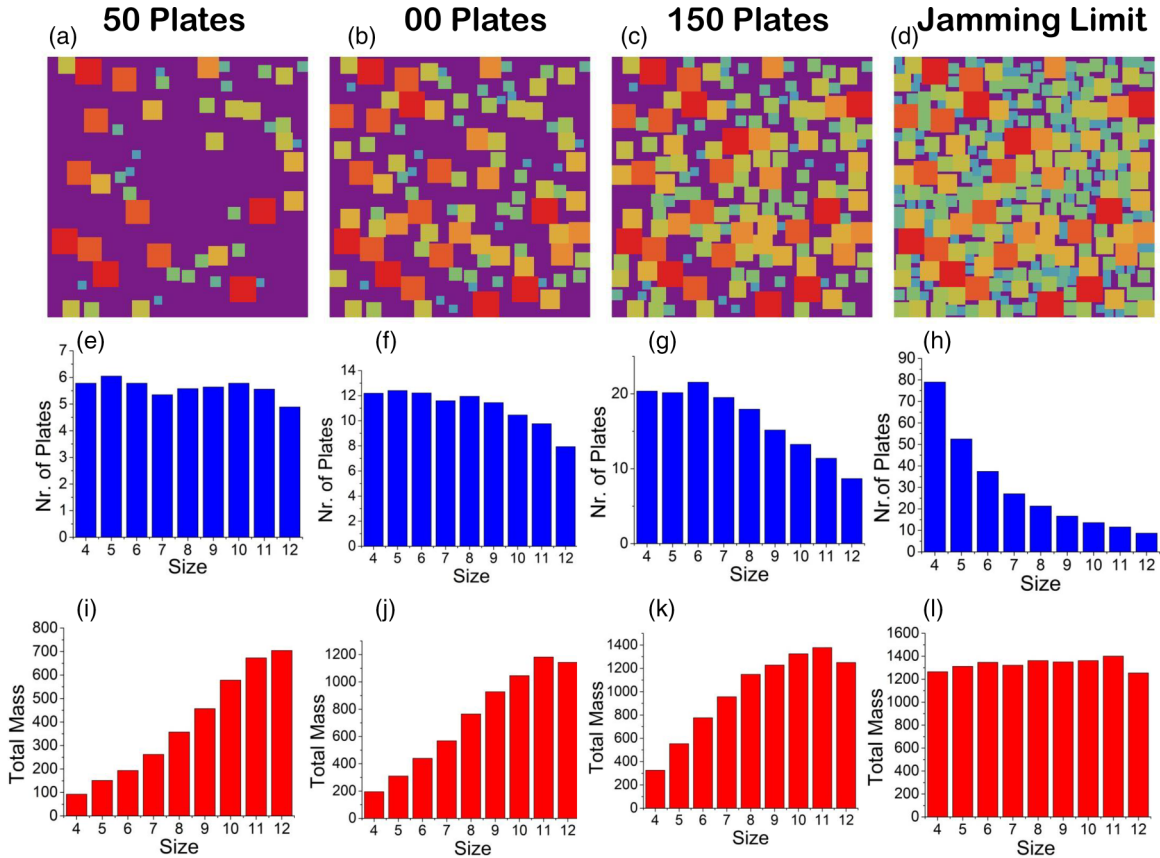 50 Plates
00 Plates
150 Plates
Jamming Limit
(a)
(b)
(c)
(d)
(e)
7
6
5
4
3
2
1
0
Nr. of Plates
4 5 6 7 8 9 10 11 12
Size
(f)
14
12
10
8
6
4
2
0
Nr. of Plates
4 5 6 7 8 9 10 11 12
Size
(g)
20
10
0
Nr. of Plates
4 5 6 7 8 9 10 11 12
Size
(h)
90
80
70
60
50
40
30
20
10
0
Nr.of Plates
4 5 6 7 8 9 10 11 12
Size
(i)
800
700
600
500
400
300
200
100
0
Total Mass
4 5 6 7 8 9 10 11 12
Size
(j)
1200
1000
800
600
400
200
0
Total Mass
4 5 6 7 8 9 10 11 12
Size
(k)
1400
1200
1000
800
600
400
200
0
Total Mass
4 5 6 7 8 9 10 11 12
Size
(l)
1600
1400
1200
1000
800
600
400
200
0
Total Mass
4 5 6 7 8 9 10 11 12
Size